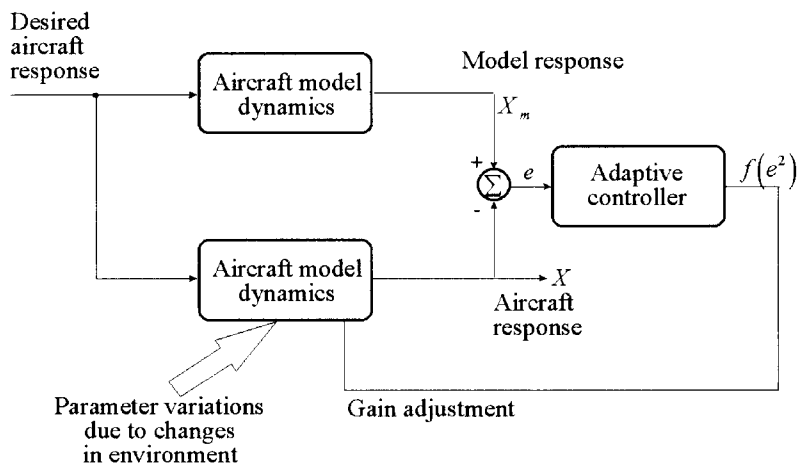 Desired
aircraft
response
Aircraft model
dynamics
Model response
X_m
+
Σ
-
e
Adaptive
controller
f(e²)
Aircraft model
dynamics
X
Aircraft
response
Parameter variations
due to changes
in environment
Gain adjustment